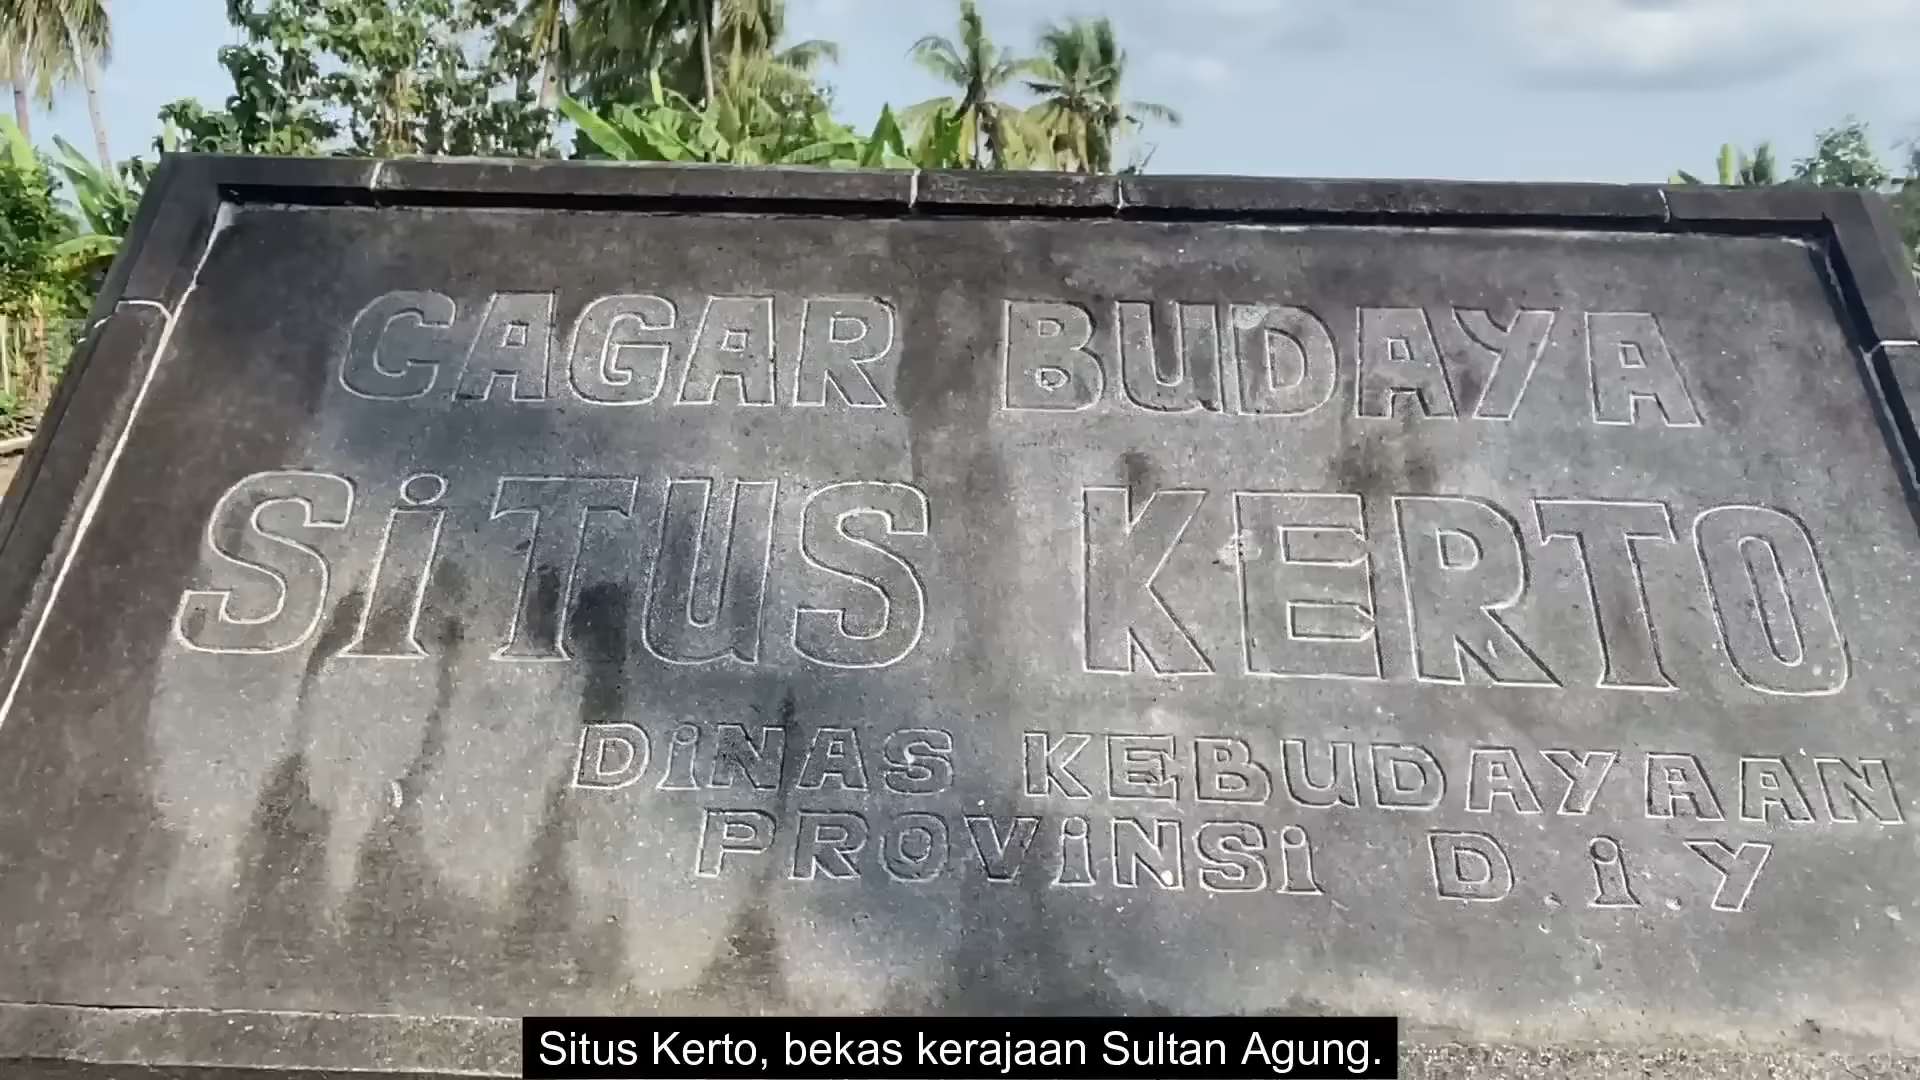 CAGAR BUDAYA
SiTUS KERTO
DiNAS KEBUDAYAAN
PROViNSi D.i.Y
Situs Kerto, bekas kerajaan Sultan Agung.